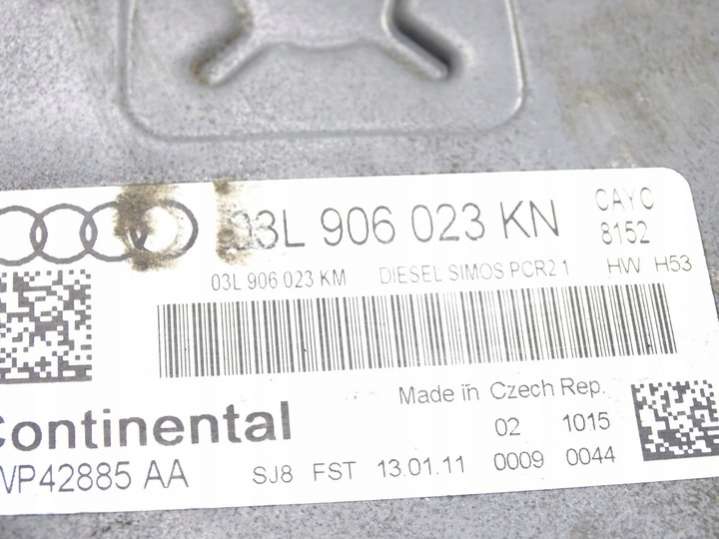 03L 906 023 KN CAYC
8152
03L 906 023 KM DIESEL SIMOS PCR2 1 HW H53
Made in Czech Rep.
Continental 02 1015
WP42885 AA SJ8 FST 13.01.11 0009 0044